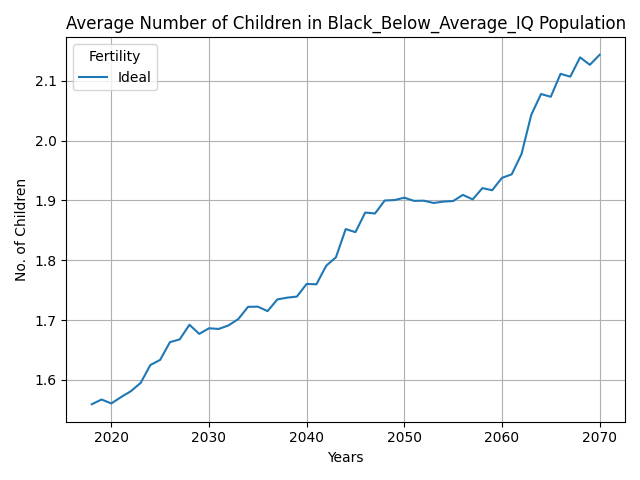 Average Number of Children in Black_Below_Average_IQ Population
Fertility
Ideal
No. of Children
2.1
2.0
1.9
1.8
1.7
1.6
2020 2030 2040 2050 2060 2070
Years